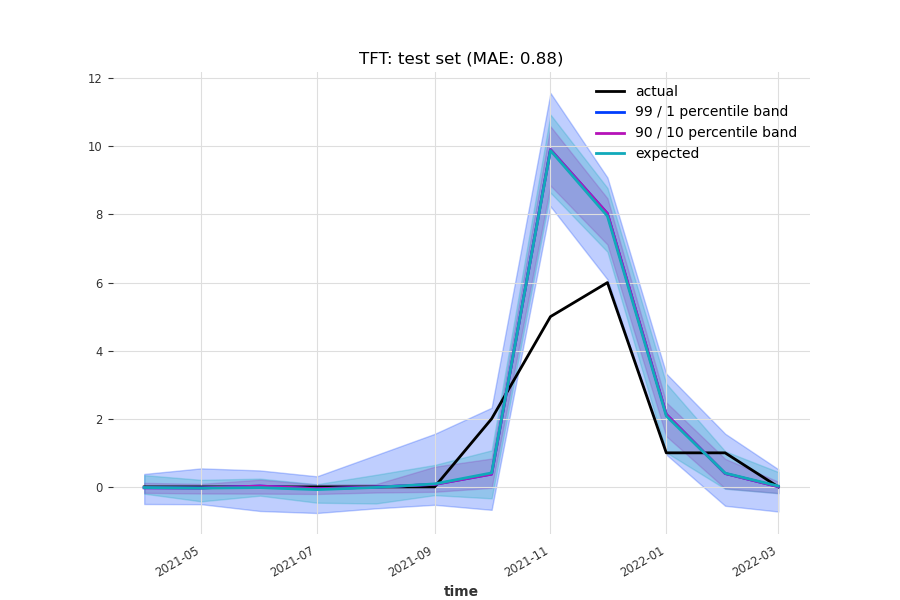 TFT: test set (MAE: 0.88)
12
10
8
6
4
2
0
actual
99 / 1 percentile band
90 / 10 percentile band
expected
2021-05
2021-07
2021-09
2021-11
2022-01
2022-03
time